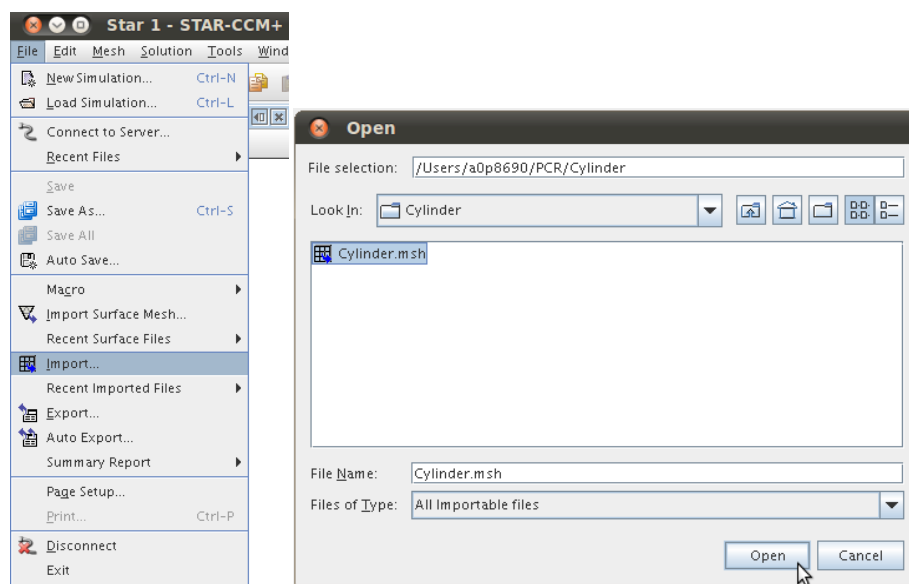 Star 1 - STAR-CCM+
File Edit Mesh Solution Tools Wind
New Simulation... Ctrl-N
Load Simulation... Ctrl-L
Connect to Server...
Recent Files
Save
Save As... Ctrl-S
Save All
Auto Save...
Macro
Import Surface Mesh...
Recent Surface Files
Import...
Recent Imported Files
Export...
Auto Export...
Summary Report
Page Setup...
Print... Ctrl-P
Disconnect
Exit
Open
File selection: /Users/a0p8690/PCR/Cylinder
Look In: Cylinder
Cylinder.msh
File Name: Cylinder.msh
Files of Type: All Importable files
Open Cancel